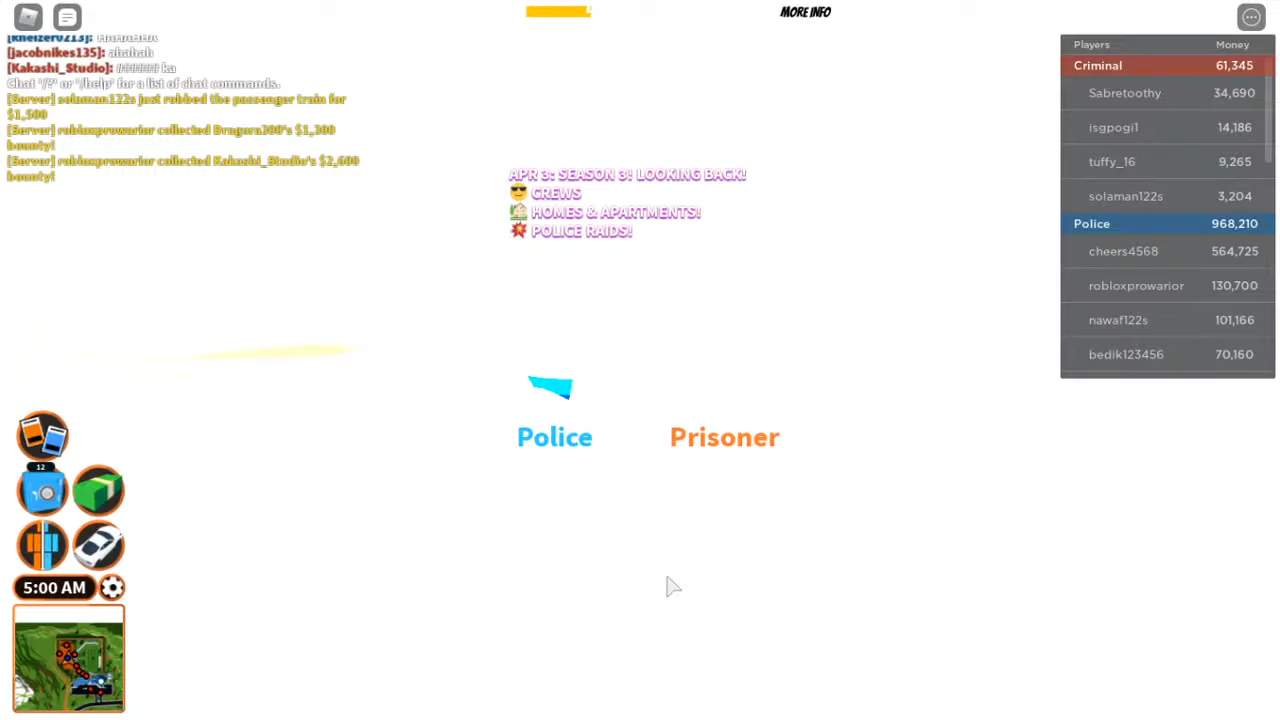 MORE INFO
[kheizer0213]: HAHAHHA
[jacobnikes135]: ahahah
[Kakashi_Studio]: ###### ka
Chat '/?' or '/help' for a list of chat commands.
[Server] solaman122s just robbed the passenger train for
$1,500
[Server] robloxprowarior collected Dragura200's $1,300
bounty!
[Server] robloxprowarior collected Kakashi_Studio's $2,600
bounty!
APR 3: SEASON 3! LOOKING BACK!
CREWS
HOMES & APARTMENTS!
POLICE RAIDS!
Players Money
Criminal 61,345
Sabretoothy 34,690
isgpogi1 14,186
tuffy_16 9,265
solaman122s 3,204
Police 968,210
cheers4568 564,725
robloxprowarior 130,700
nawaf122s 101,166
bedik123456 70,160
Police Prisoner
12
5:00 AM